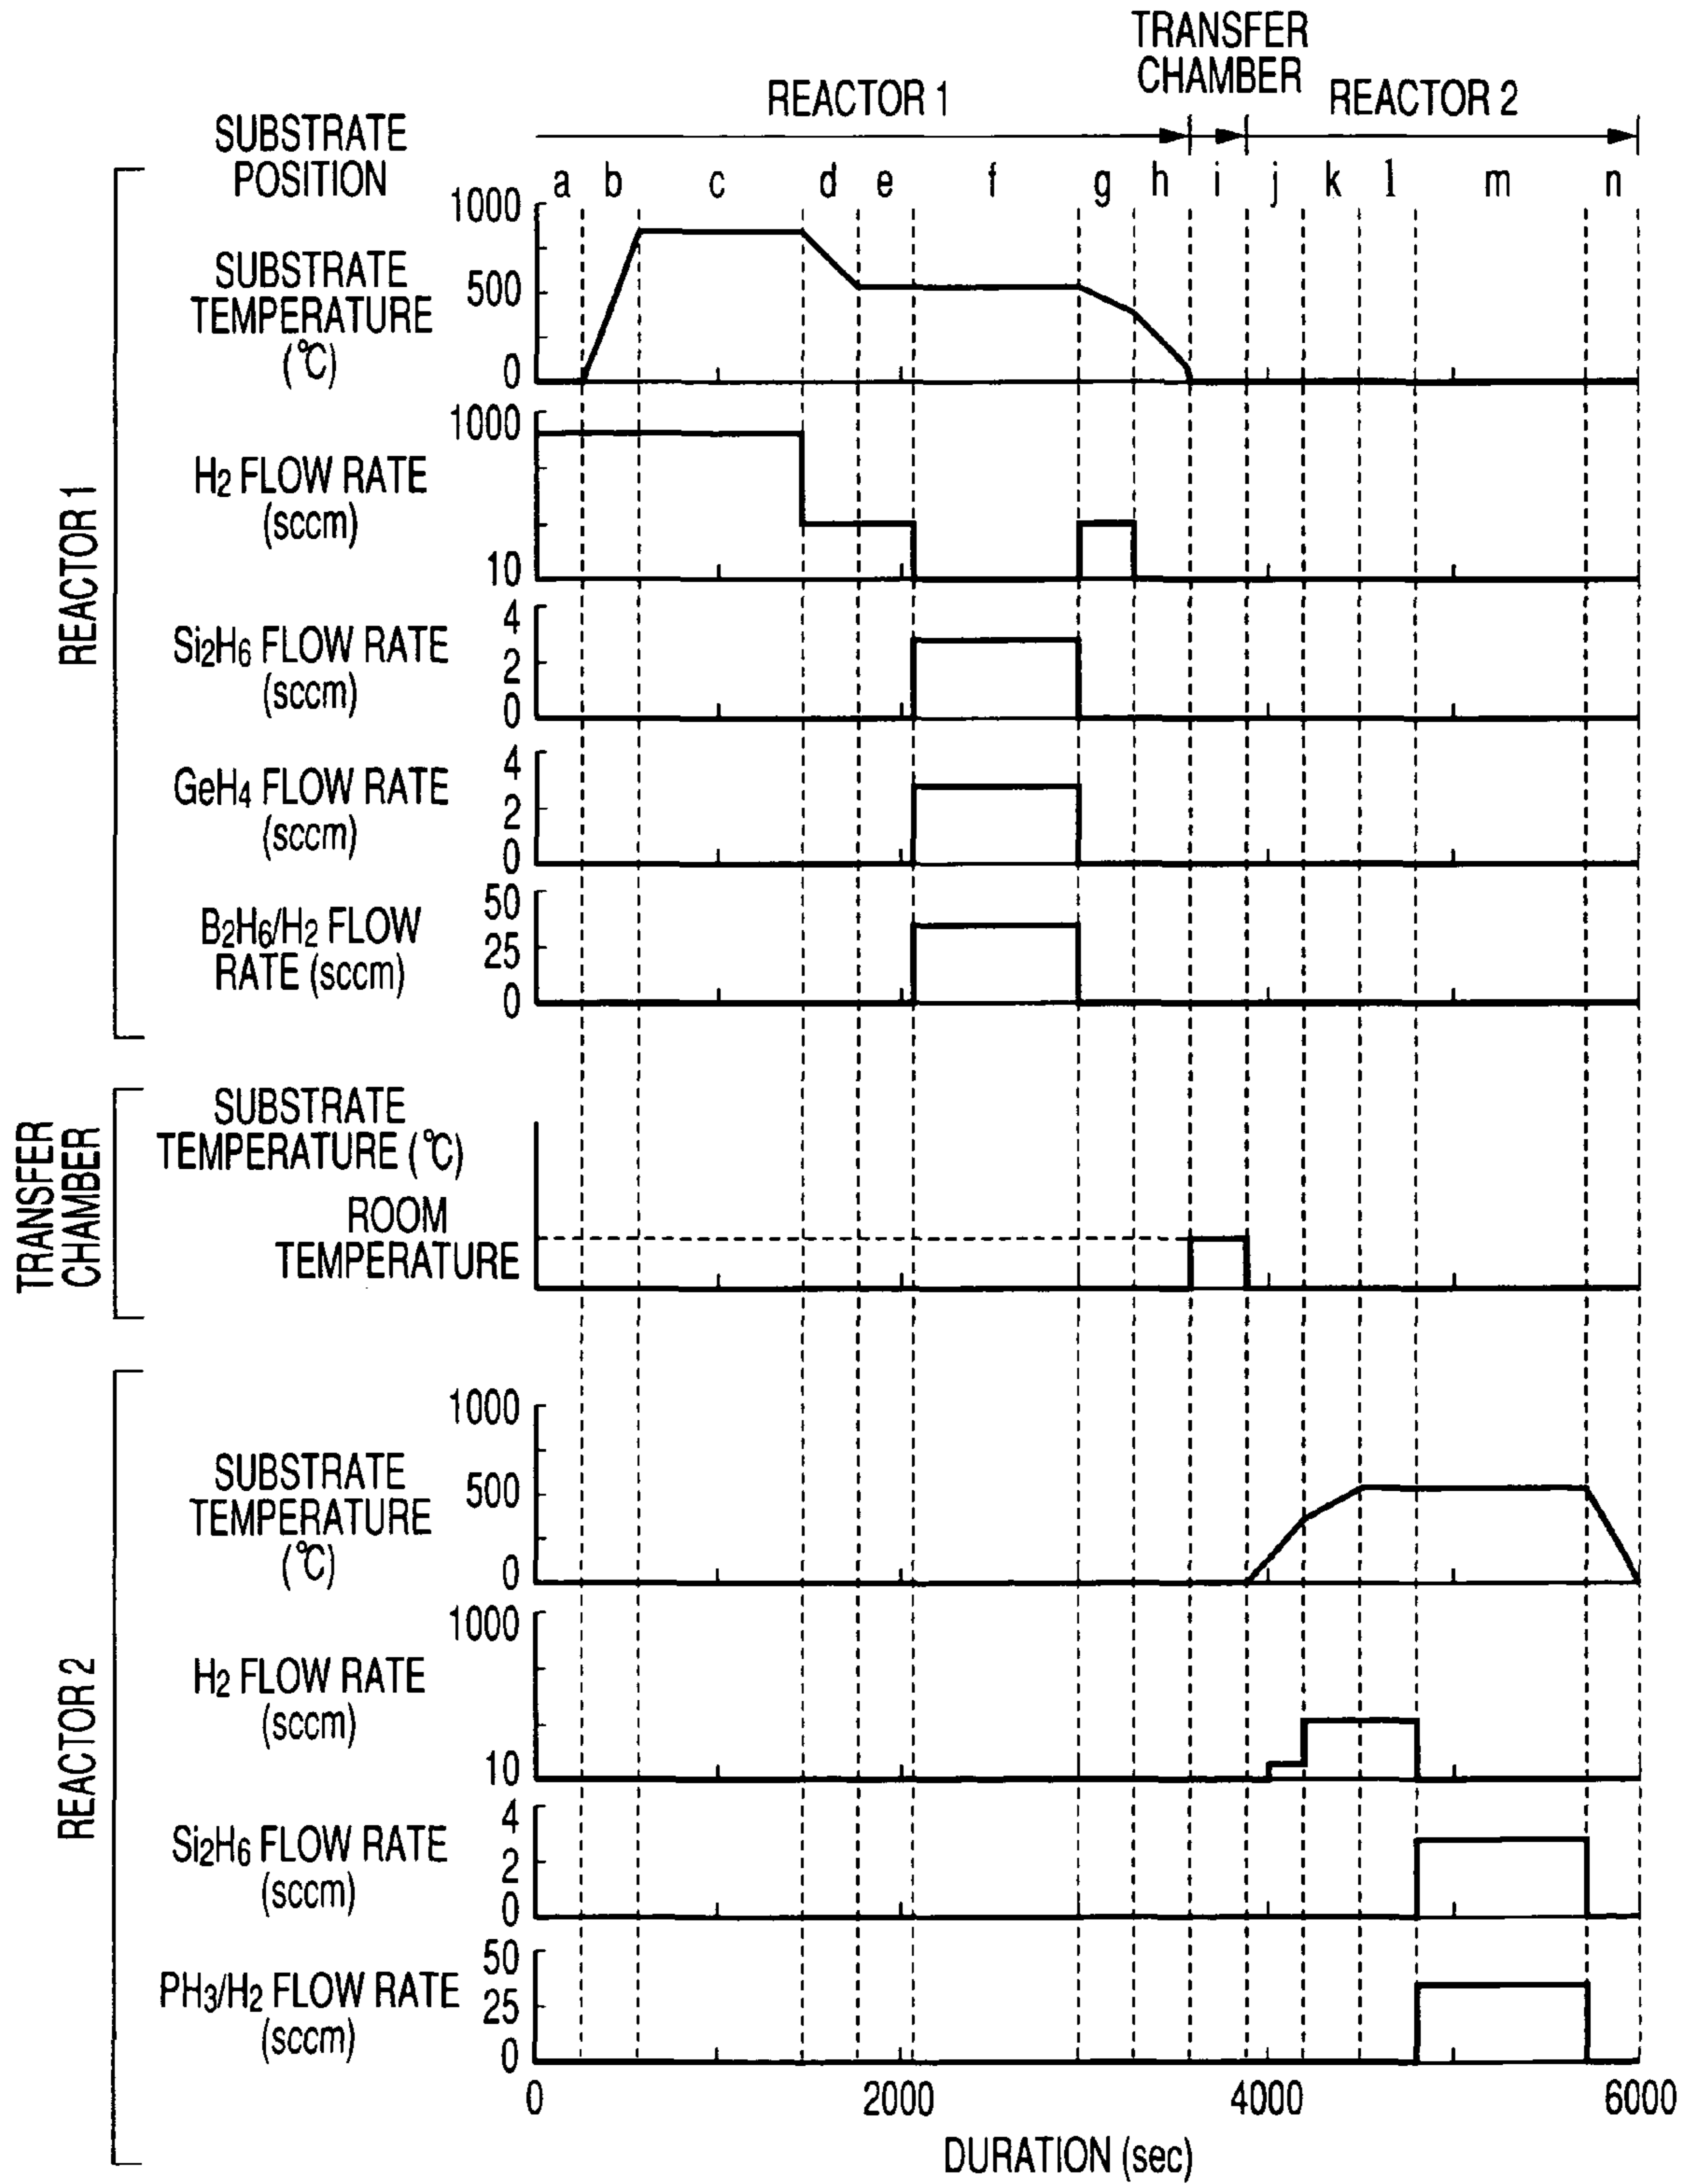 TRANSFER
CHAMBER
REACTOR 1
REACTOR 2
SUBSTRATE
POSITION
a b c d e f g h i j k l m n
REACTOR 1
1000
SUBSTRATE
TEMPERATURE
(℃)
500
0
1000
H2 FLOW RATE
(sccm)
10
4
Si2H6 FLOW RATE
(sccm)
2
0
4
GeH4 FLOW RATE
(sccm)
2
0
50
B2H6/H2 FLOW
RATE (sccm)
25
0
TRANSFER
CHAMBER
SUBSTRATE
TEMPERATURE (℃)
ROOM
TEMPERATURE
REACTOR 2
1000
SUBSTRATE
TEMPERATURE
(℃)
500
0
1000
H2 FLOW RATE
(sccm)
10
4
Si2H6 FLOW RATE
(sccm)
2
0
50
PH3/H2 FLOW RATE
(sccm)
25
0
0 2000 4000 6000
DURATION (sec)